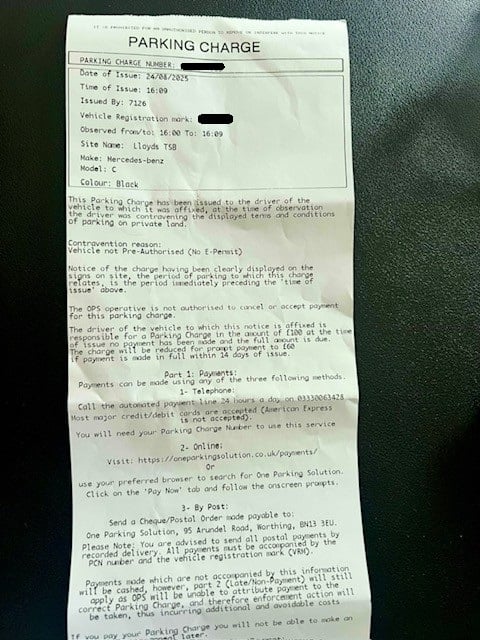 IT IS PROHIBITED FOR AN UNAUTHORISED PERSON TO REMOVE OR INTERFERE WITH THIS NOTICE
PARKING CHARGE
PARKING CHARGE NUMBER:
Date of Issue: 24/08/2025
Time of Issue: 16:09
Issued By: 7126
Vehicle Registration mark:
Observed from/to: 16:00 To: 16:09
Site Name: Lloyds TSB
Make: Mercedes-benz
Model: C
Colour: Black
This Parking Charge has been issued to the driver of the
vehicle to which it was affixed, at the time of observation
the driver was contravening the displayed terms and conditions
of parking on private land.
Contravention reason:
Vehicle not Pre-Authorised (No E-Permit)
Notice of the charge having been clearly displayed on the
signs on site, the period of parking to which this charge
relates, is the period immediately preceding the 'time of
issue' above.
The OPS operative is not authorised to cancel or accept payment
for this parking charge.
The driver of the vehicle to which this notice is affixed is
responsible for a Parking Charge in the amount of £100 at the time
of issue no payment has been made and the full amount is due.
The charge will be reduced for prompt payment to £60
if payment is made in full within 14 days of issue.
Part 1: Payments:
Payments can be made using any of the three following methods.
1- Telephone:
Call the automated payment line 24 hours a day on 03330063428
Most major credit/debit cards are accepted (American Express
is not accepted).
You will need your Parking Charge Number to use this service
2- Online:
Visit: https://oneparkingsolution.co.uk/payments/
Or
use your preferred browser to search for One Parking Solution.
Click on the 'Pay Now' tab and follow the onscreen prompts.
3- By Post:
Send a Cheque/Postal Order made payable to:
One Parking Solution, 95 Arundel Road, Worthing, BN13 3EU.
Please Note: You are advised to send all postal payments by
recorded delivery. All payments must be accompanied by the
PCN number and the vehicle registration mark (VRM).
Payments made which are not accompanied by this information
will be cashed, however, part 2 (late/Non-Payment) will still
apply as OPS will be unable to attribute payment to the
correct Parking Charge, and therefore enforcement action will
be taken, thus incurring additional and avoidable costs
If you pay your Parking Charge you will not be able to make an
later.